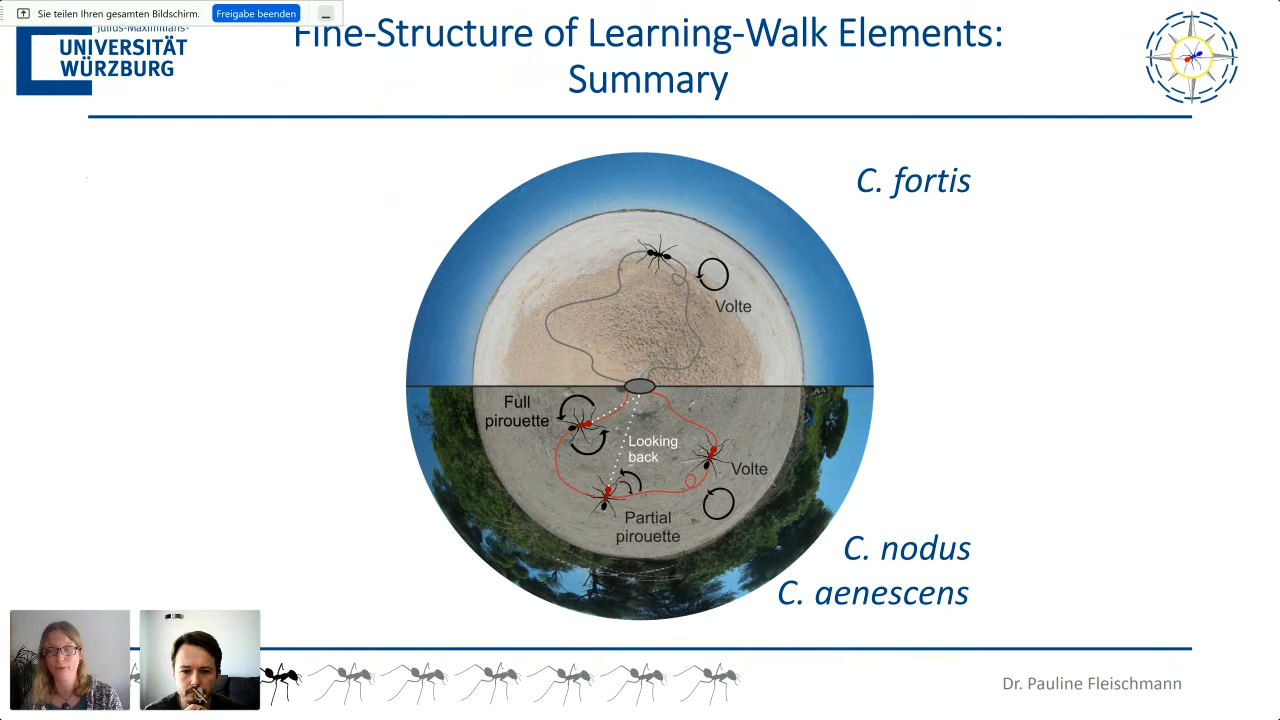 Sie teilen Ihren gesamten Bildschirm.
Freigabe beenden
Julius-Maximilians-
UNIVERSITÄT
WÜRZBURG
Fine-Structure of Learning-Walk Elements:
Summary
C. fortis
Volte
Full
pirouette
Looking
back
Volte
Partial
pirouette
C. nodus
C. aenescens
Dr. Pauline Fleischmann